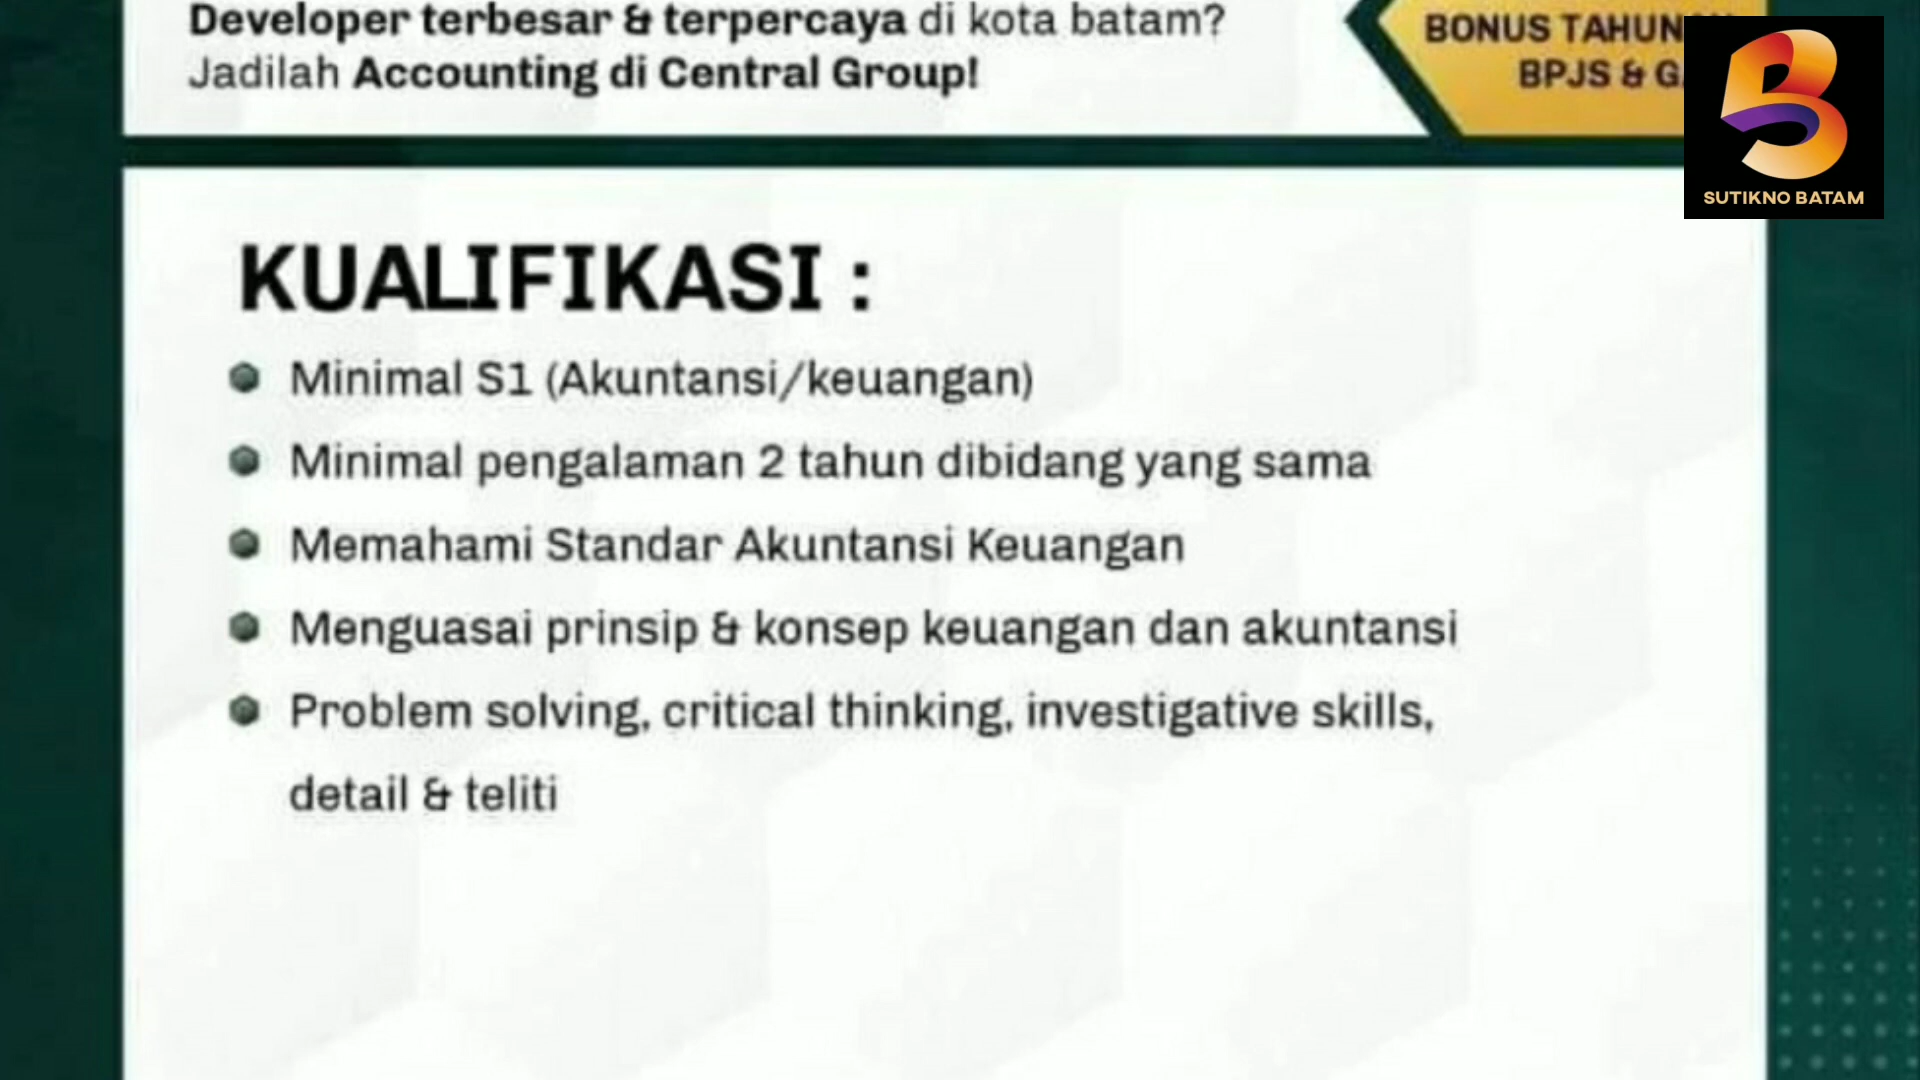 Developer terbesar & terpercaya di kota batam?
Jadilah Accounting di Central Group!
BONUS
BPJS &
SUTIKNO BATAM
KUALIFIKASI :
Minimal S1 (Akuntansi/keuangan)
Minimal pengalaman 2 tahun dibidang yang sama
Memahami Standar Akuntansi Keuangan
Menguasai prinsip & konsep keuangan dan akuntansi
Problem solving, critical thinking, investigative skills,
detail & teliti